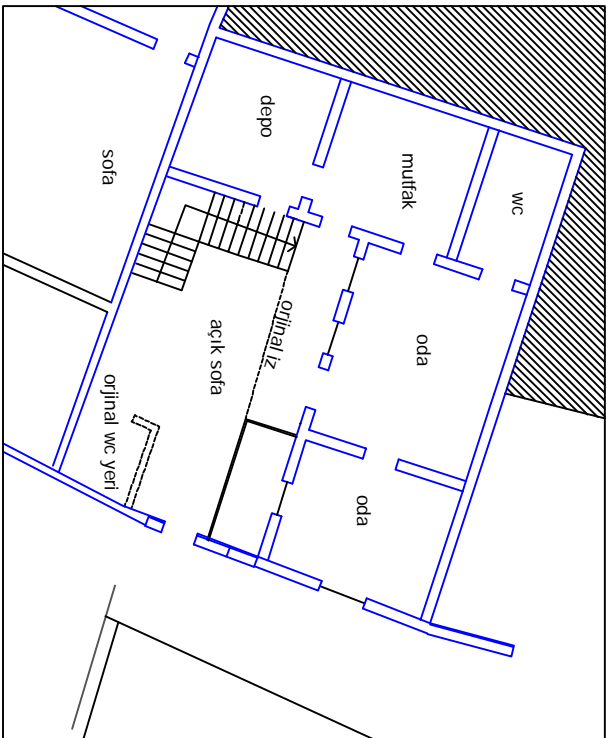 depo
mutfak
wc
sofa
oda
orjinal iz
açık sofa
orjinal wc yeri
oda